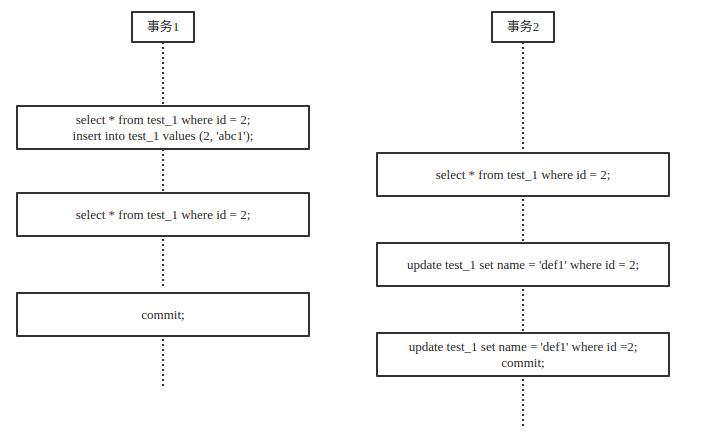 事务1
事务2
select * from test_1 where id = 2;
insert into test_1 values (2, 'abc1');
select * from test_1 where id = 2;
select * from test_1 where id = 2;
update test_1 set name = 'def1' where id = 2;
commit;
update test_1 set name = 'def1' where id =2;
commit;